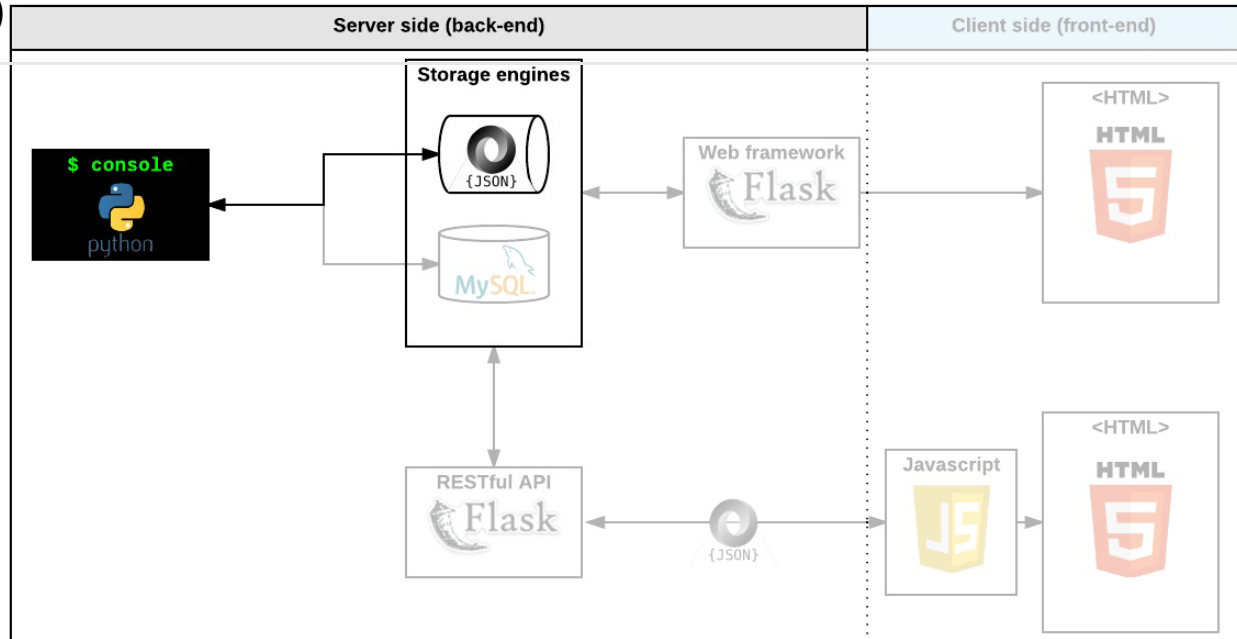 )
Server side (back-end)
Client side (front-end)
Storage engines
<HTML>
HTML
5
$ console
python
{JSON}
MySQL
Web framework
Flask
RESTful API
Flask
{JSON}
Javascript
JS
<HTML>
HTML
5